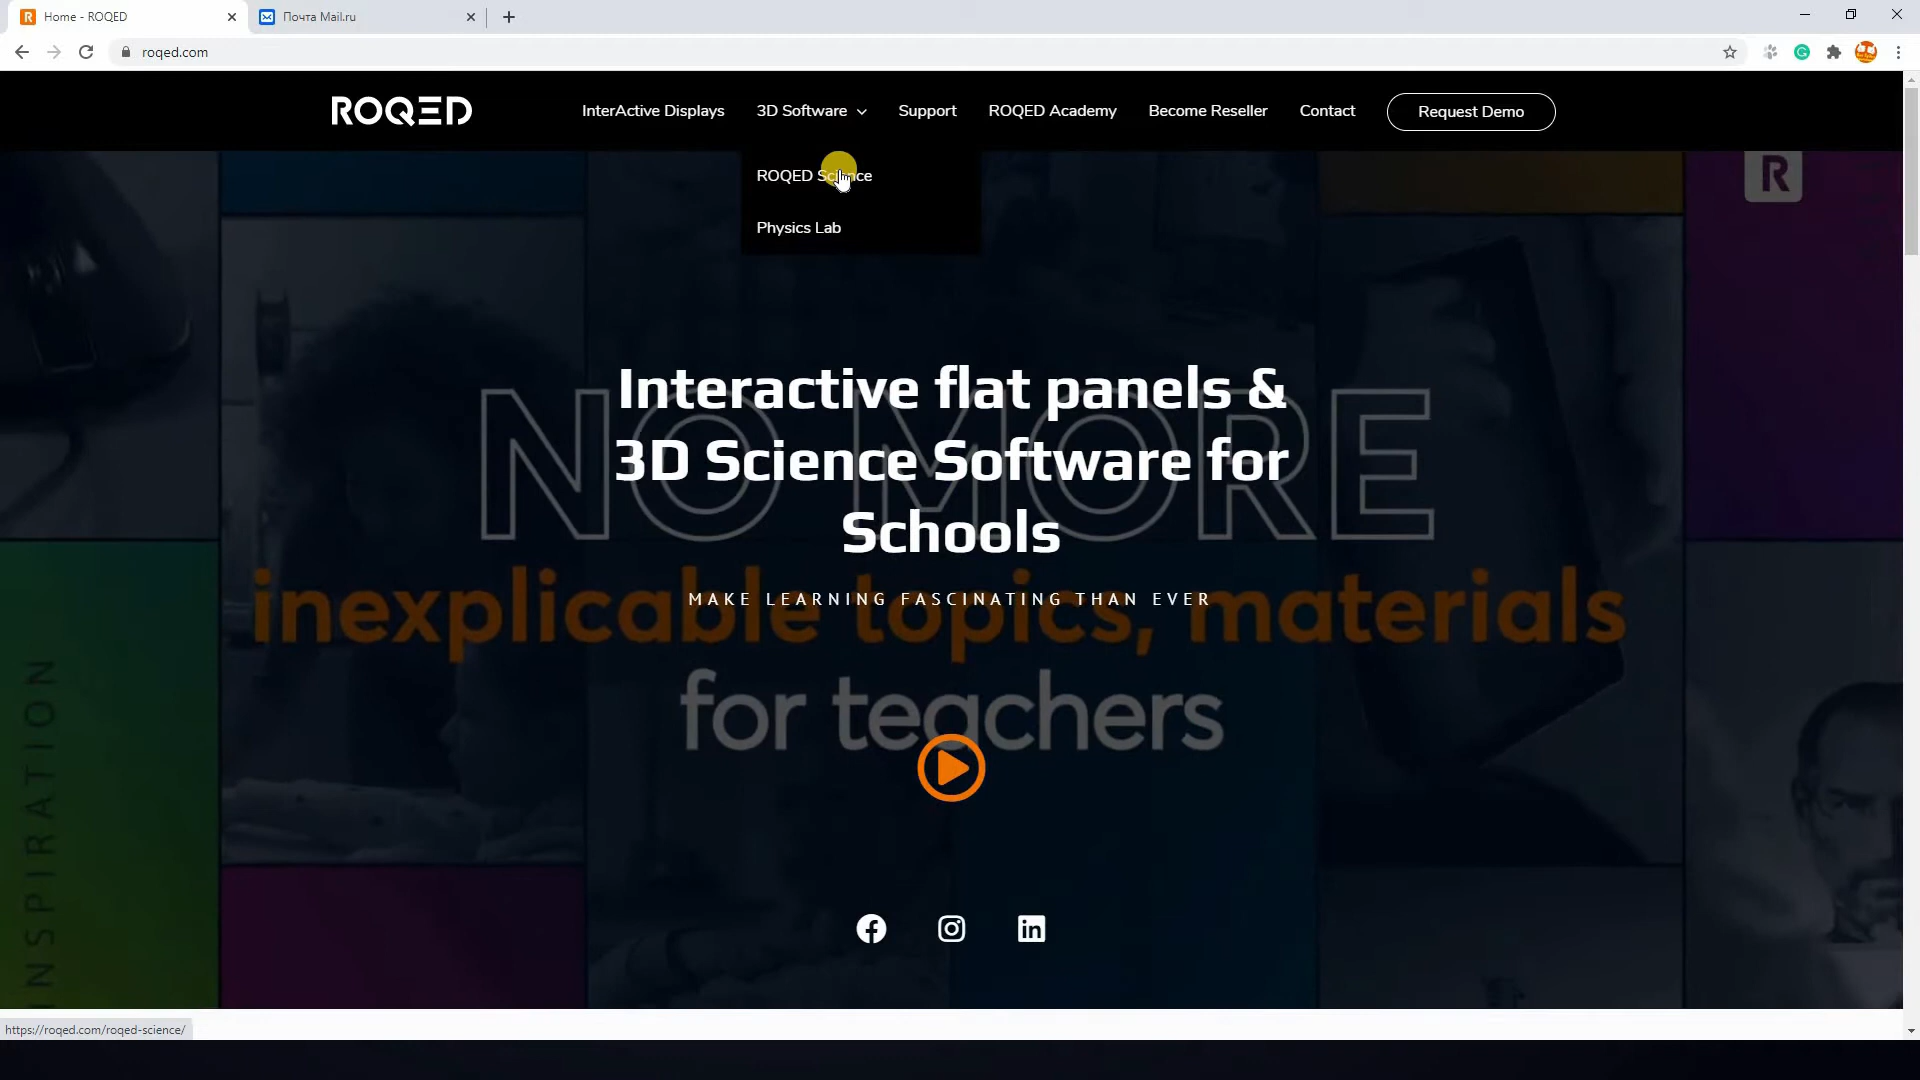 Home - ROQED
Почта Mail.ru
roqed.com
ROQED
InterActive Displays
3D Software
Support
ROQED Academy
Become Reseller
Contact
Request Demo
ROQED Science
Physics Lab
R
Interactive flat panels &
3D Science Software for
Schools
NO MORE
MAKE LEARNING FASCINATING THAN EVER
inexplicable topics, materials
for teachers
INSPIRATION
https://roqed.com/roqed-science/